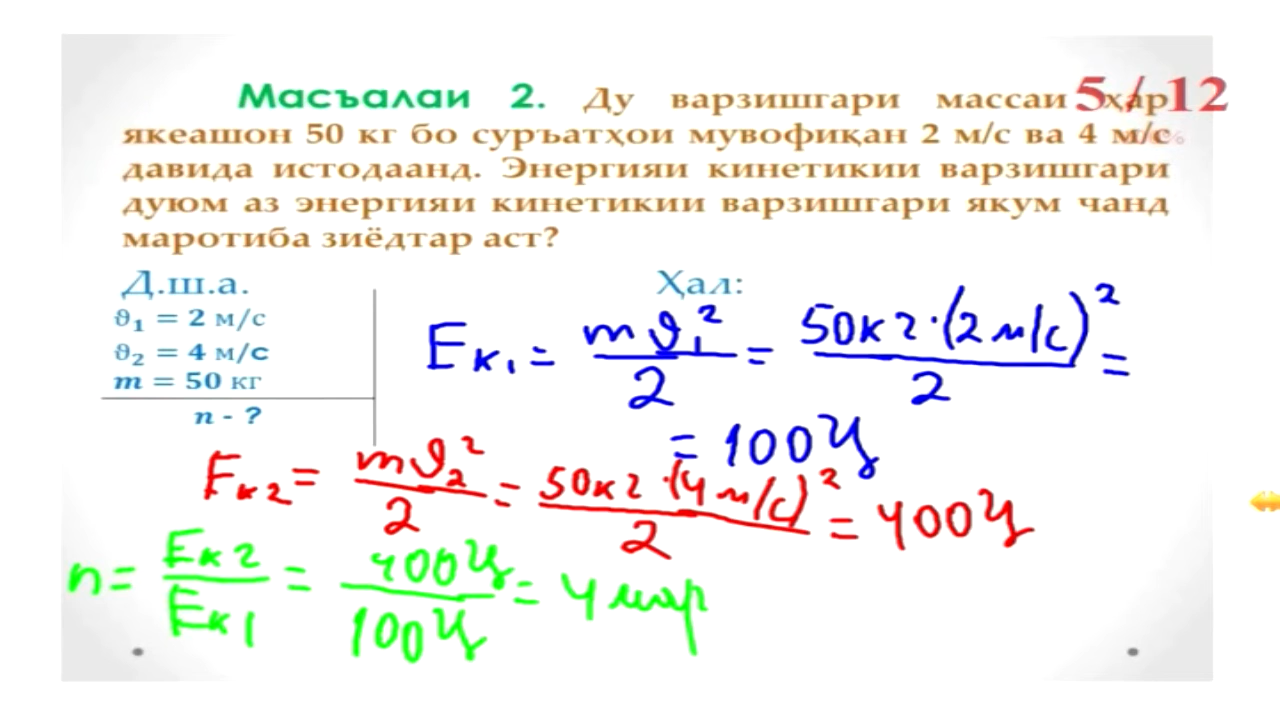 Масъалаи 2. Ду варзишгари массаи ҳар
5 / 12
якеашон 50 кг бо суръатҳои мувофиқан 2 м/с ва 4 м/с
давида истодаанд. Энергияи кинетикии варзишгари
дуюм аз энергияи кинетикии варзишгари якум чанд
маротиба зиёдтар аст?
Д.ш.а.
ϑ₁ = 2 м/с
ϑ₂ = 4 м/с
m = 50 кг
n - ?
Ҳал:
Eк₁ = mϑ₁²/2 = 50кг·(2м/с)²/2 =
= 100Ҷ
Eк₂ = mϑ₂²/2 = 50кг·(4м/с)²/2 = 400Ҷ
n = Eк2/Eк1 = 400Ҷ/100Ҷ = 4 мар